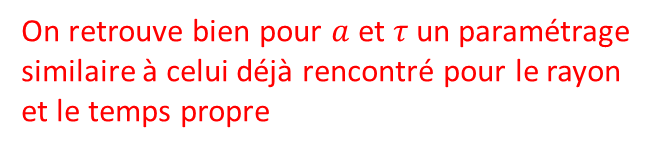 On retrouve bien pour 𝑎 et 𝜏 un paramétrage
similaire à celui déjà rencontré pour le rayon
et le temps propre